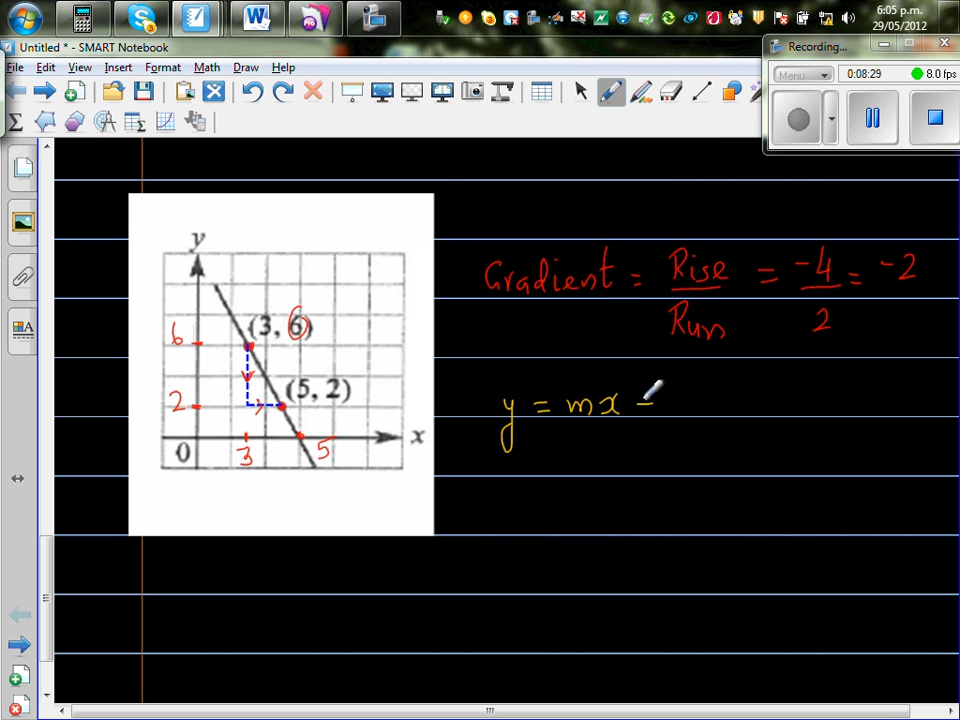 6:05 p.m.
29/05/2012
Untitled * - SMART Notebook
Recording...
File Edit View Insert Format Math Draw Help
Menu 00:08:29 8.0 fps
y
Gradient = Rise = -4 = -2
Run 2
6 (3, 6)
2 (5, 2)
y = mx -
0 3 5 x